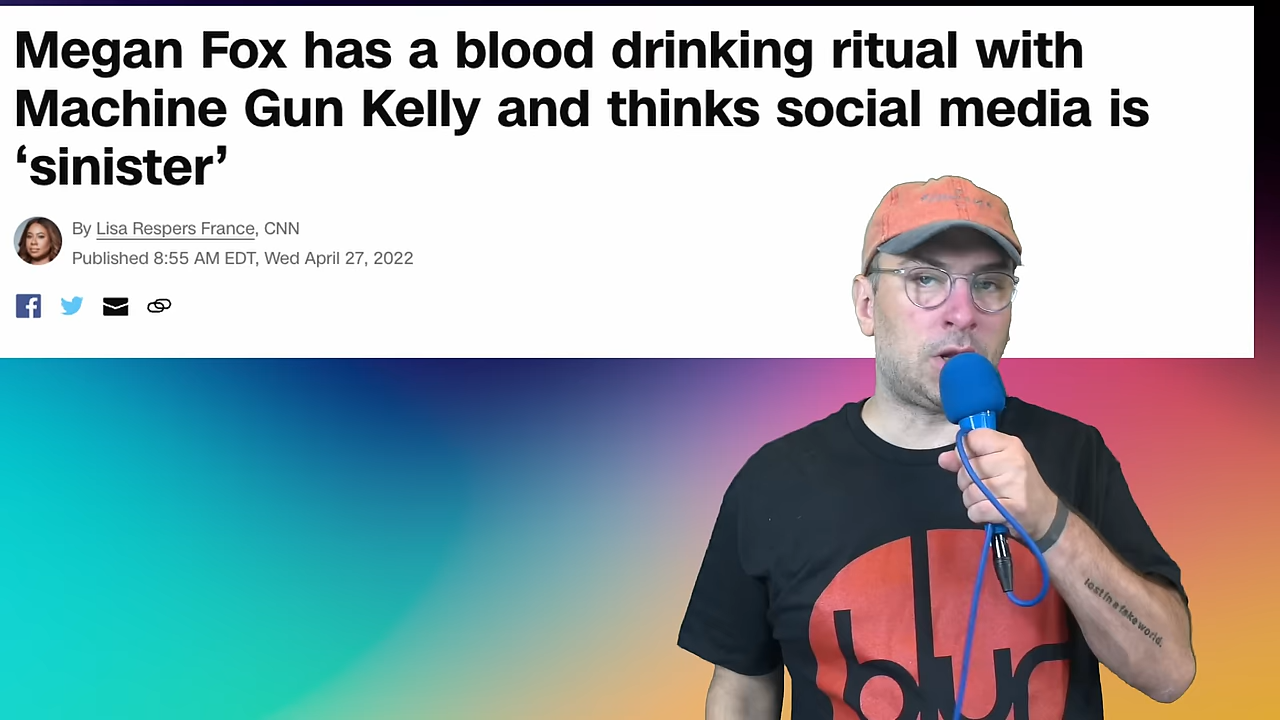 Megan Fox has a blood drinking ritual with
Machine Gun Kelly and thinks social media is
‘sinister’
By Lisa Respers France, CNN
Published 8:55 AM EDT, Wed April 27, 2022
lost in a fake world.
blur